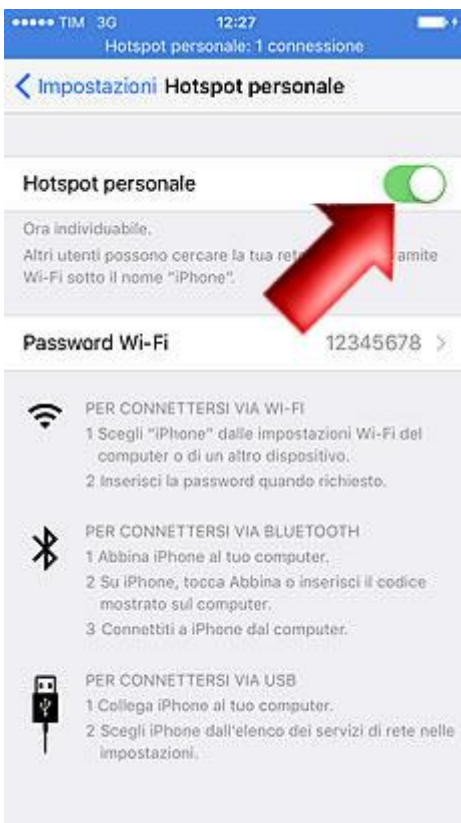 TIM 3G 12:27
Hotspot personale: 1 connessione
Impostazioni Hotspot personale
Hotspot personale
Ora individuabile.
Altri utenti possono cercare la tua amite
Wi-Fi sotto il nome "iPhone".
Password Wi-Fi 12345678
PER CONNETTERSI VIA WI-FI
1 Scegli "iPhone" dalle impostazioni Wi-Fi del
computer o di un altro dispositivo.
2 Inserisci la password quando richiesto.
PER CONNETTERSI VIA BLUETOOTH
1 Abbina iPhone al tuo computer.
2 Su iPhone, tocca Abbina o inserisci il codice
mostrato sul computer.
3 Connettiti a iPhone dal computer.
PER CONNETTERSI VIA USB
1 Collega iPhone al tuo computer.
2 Scegli iPhone dall'elenco dei servizi di rete nelle
impostazioni.